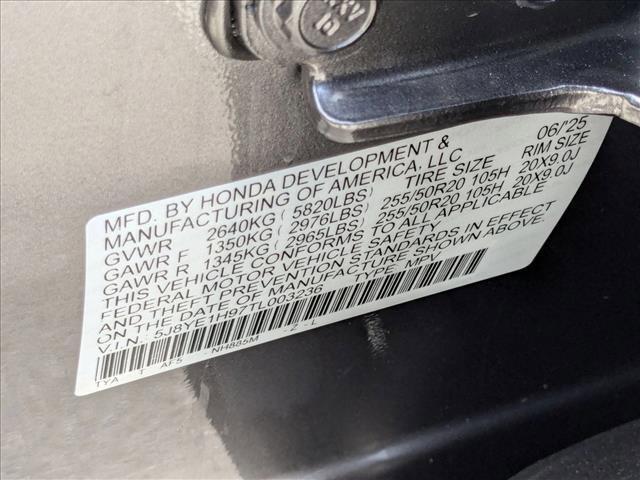 MFD. BY HONDA DEVELOPMENT & 06/'25
MANUFACTURING OF AMERICA, LLC
TIRE SIZE RIM SIZE
GVWR 2640KG ( 5820LBS)
GAWR F 1350KG ( 2976LBS) 255/50R20 105H 20X9.0J
GAWR R 1345KG ( 2965LBS) 255/50R20 105H 20X9.0J
THIS VEHICLE CONFORMS TO ALL APPLICABLE
FEDERAL MOTOR VEHICLE SAFETY
AND THEFT PREVENTION STANDARDS IN EFFECT
ON THE DATE OF MANUFACTURE SHOWN ABOVE.
V.I.N.: 5J8YE1H97TL003236 TYPE: MPV
TYA T AF5 - NH885M - 2 - L